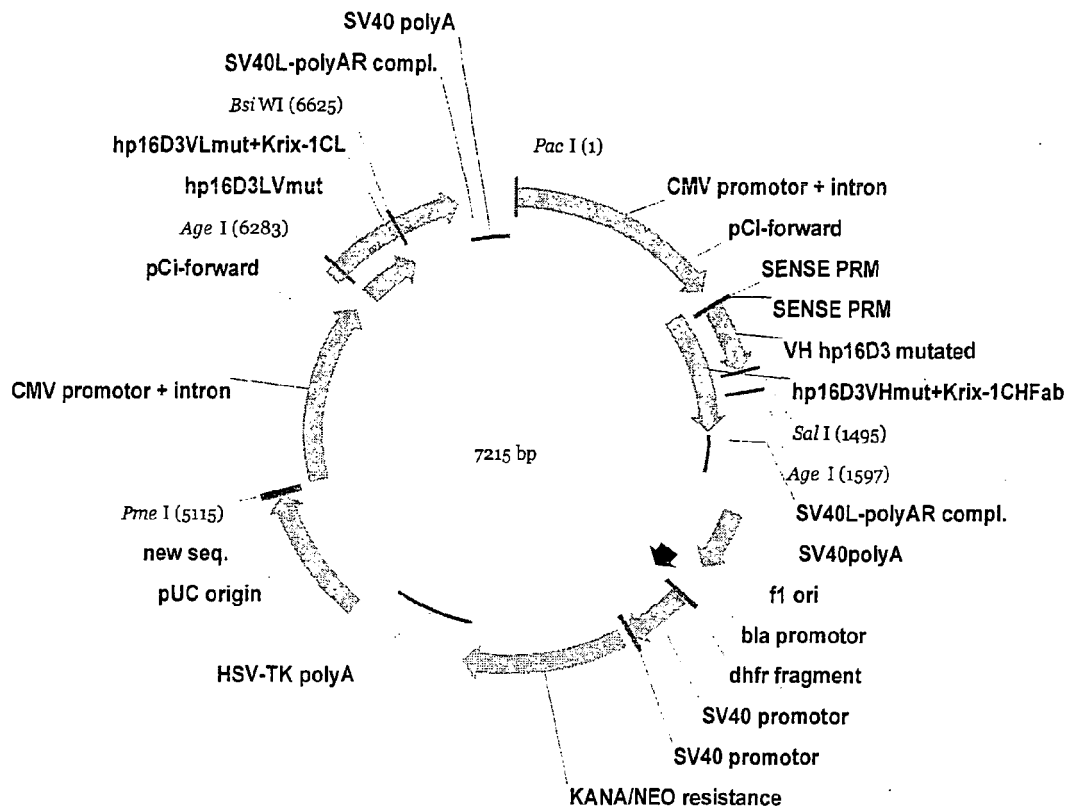 SV40 polyA
SV40L-polyAR compl.
BsiWI (6625)
hp16D3VLmut+Krix-1CL
hp16D3LVmut
Age I (6283)
pCi-forward
CMV promotor + intron
Pme I (5115)
new seq.
pUC origin
HSV-TK polyA
7215 bp
Pac I (1)
CMV promotor + intron
pCI-forward
SENSE PRM
SENSE PRM
VH hp16D3 mutated
hp16D3VHmut+Krix-1CHFab
Sal I (1495)
Age I (1597)
SV40L-polyAR compl.
SV40polyA
f1 ori
bla promotor
dhfr fragment
SV40 promotor
SV40 promotor
KANA/NEO resistance